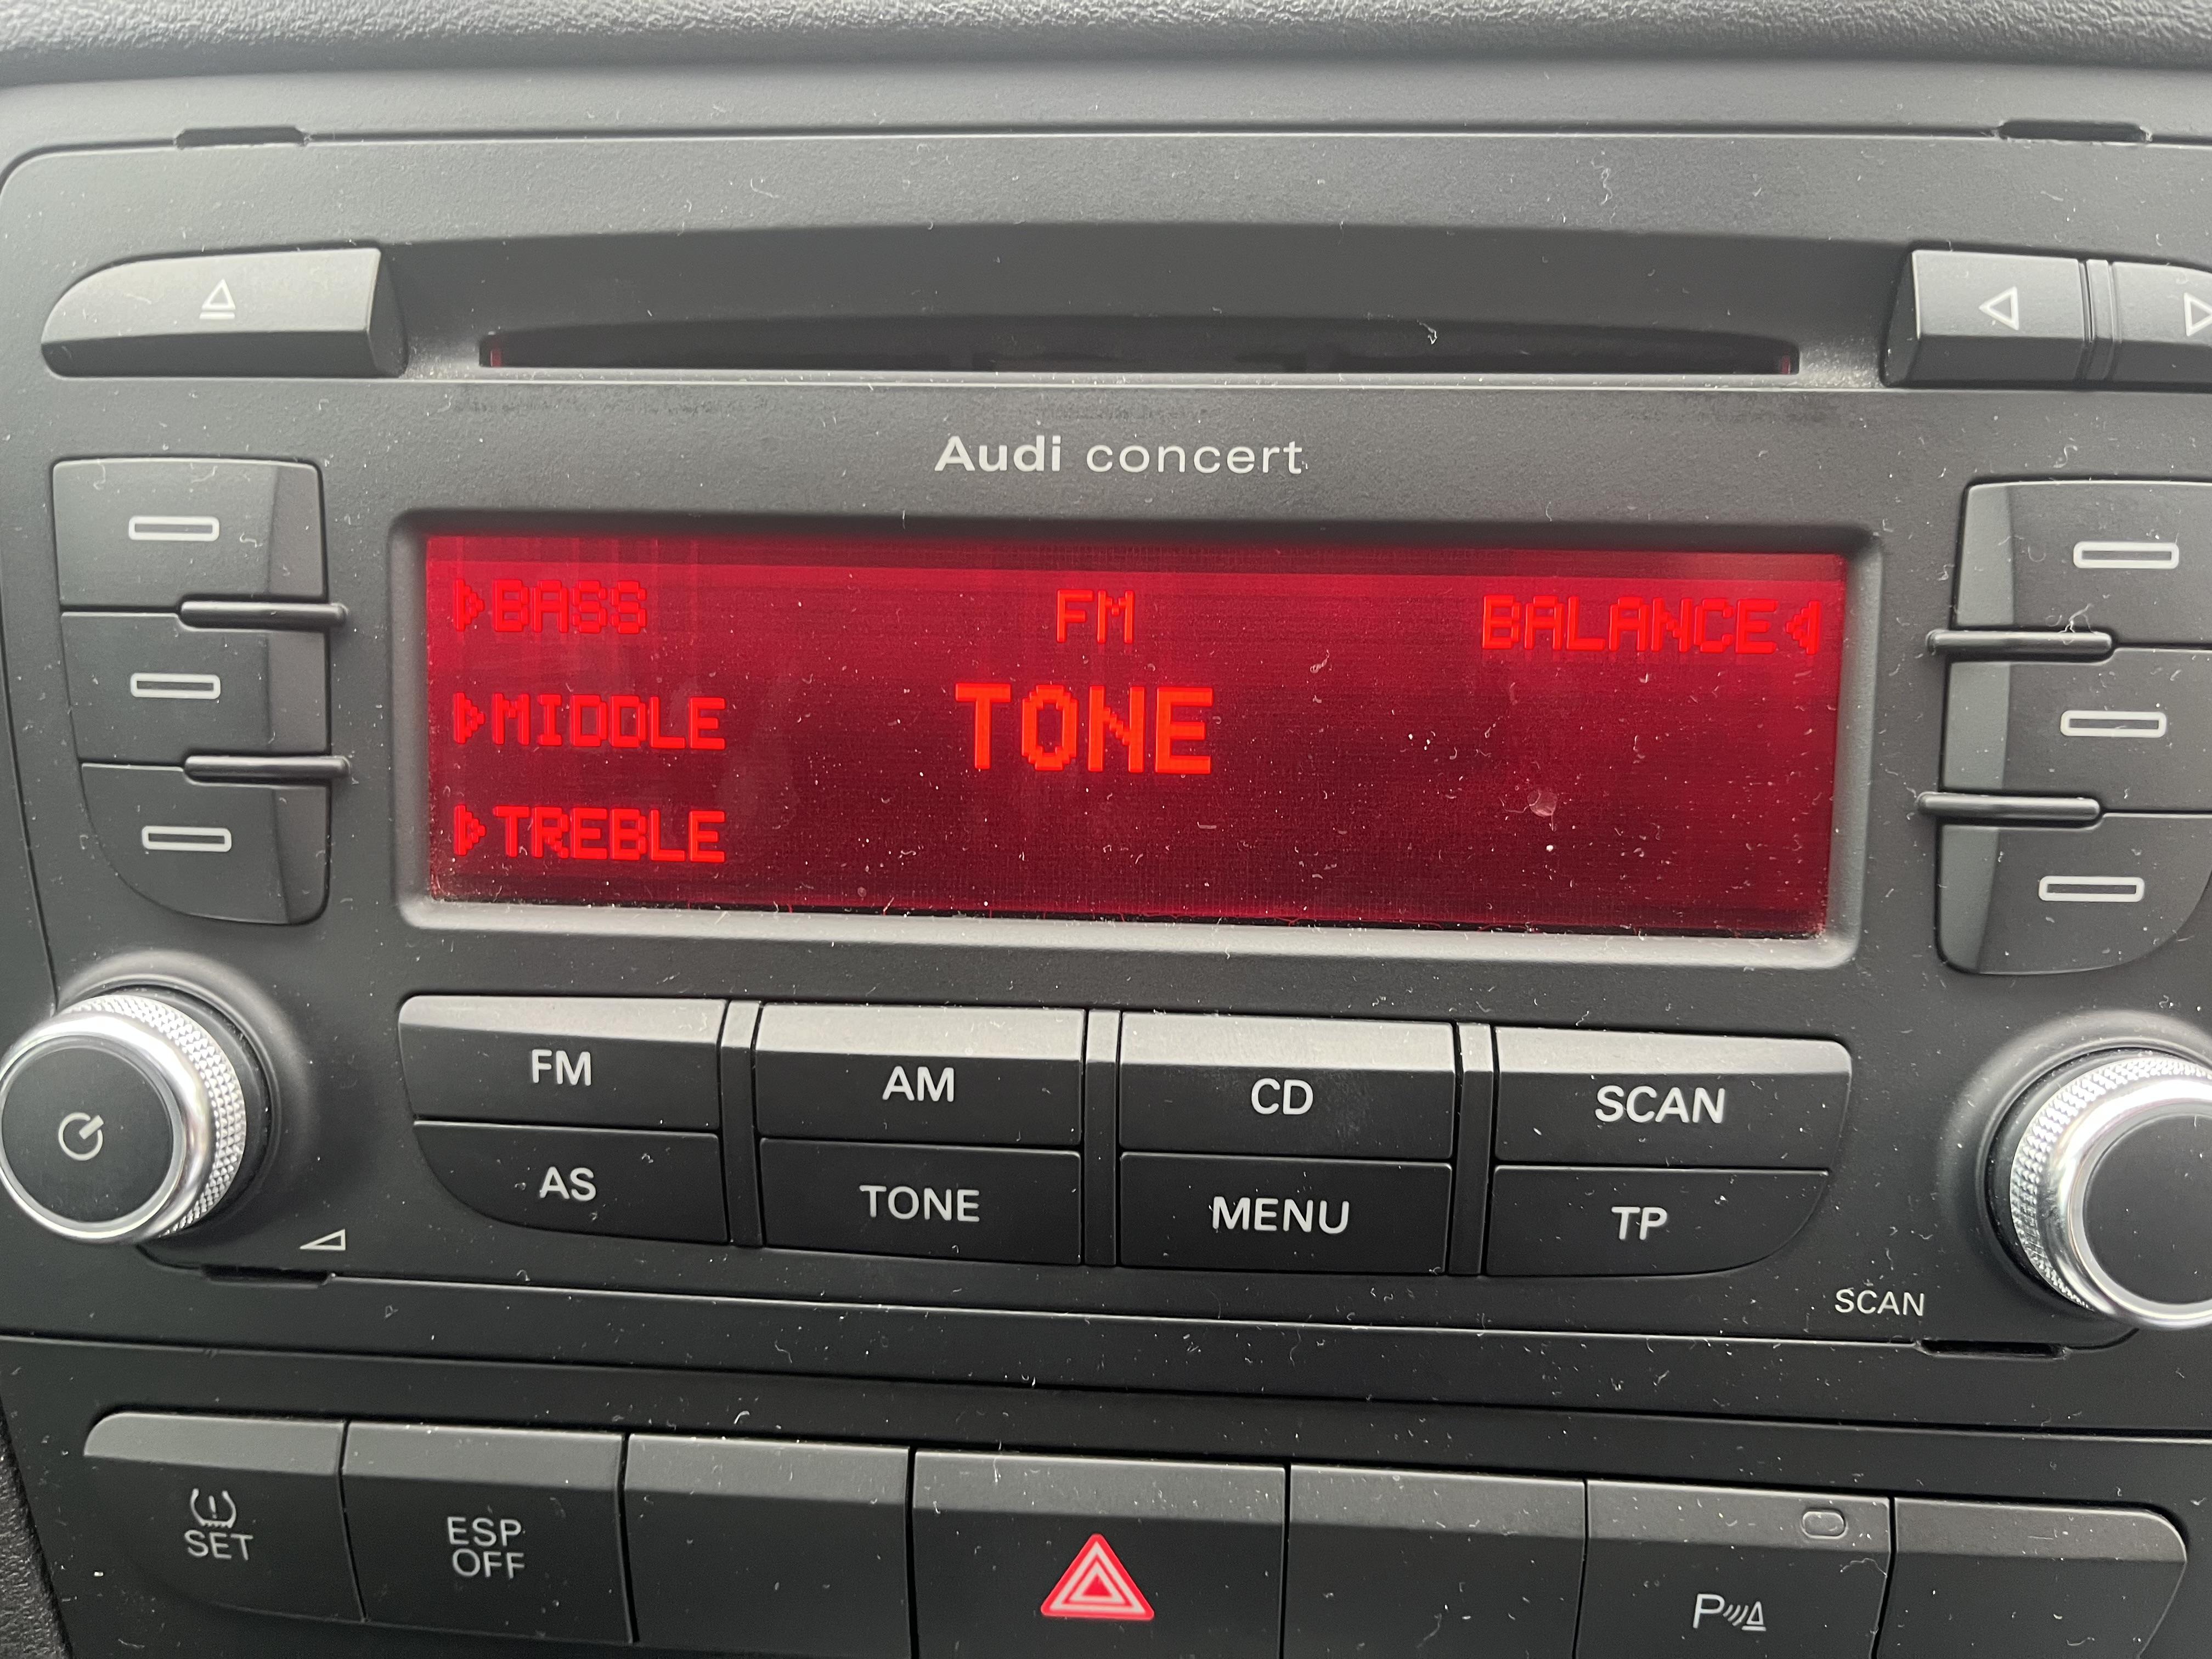 Audi concert
BASS FM BALANCE
MIDDLE TONE
TREBLE
FM AM CD SCAN
AS TONE MENU TP
SCAN
SET
ESP
OFF
P